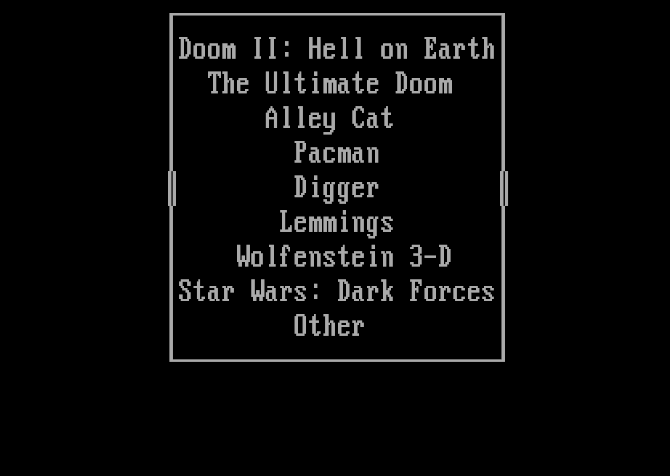 Doom II: Hell on Earth
The Ultimate Doom
Alley Cat
Pacman
Digger
Lemmings
Wolfenstein 3-D
Star Wars: Dark Forces
Other